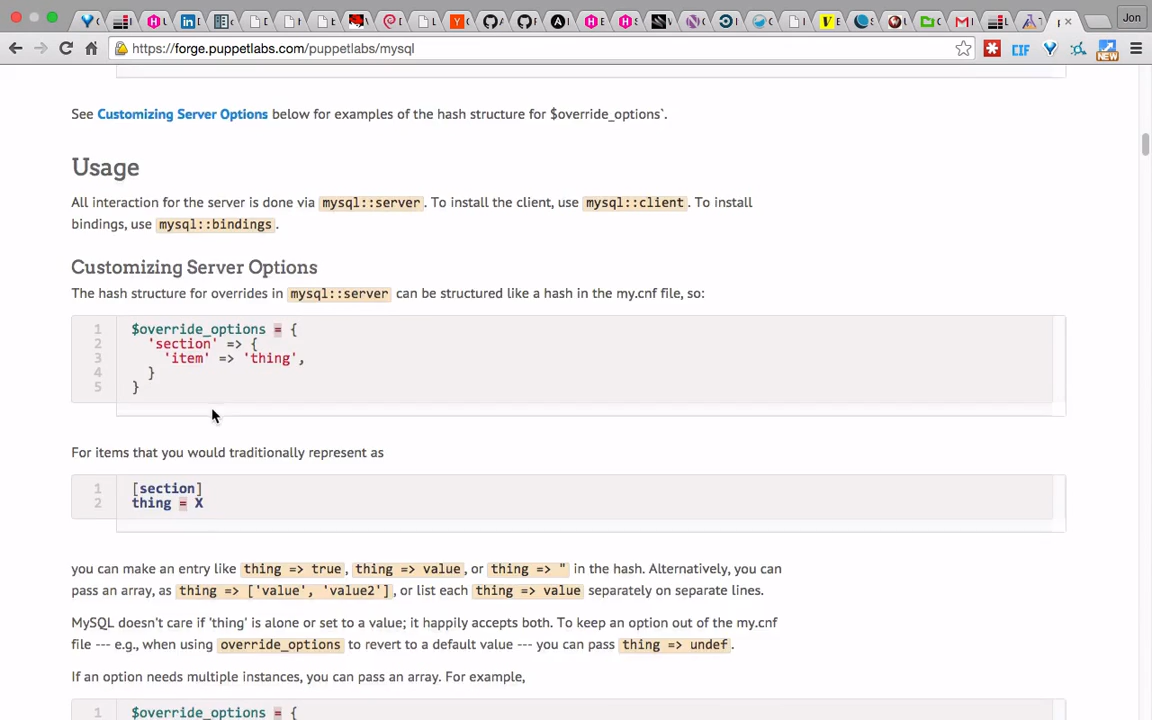 Jon
https://forge.puppetlabs.com/puppetlabs/mysql
CIF
NEW
See Customizing Server Options below for examples of the hash structure for $override_options`.
Usage
All interaction for the server is done via mysql::server. To install the client, use mysql::client. To install
bindings, use mysql::bindings.
Customizing Server Options
The hash structure for overrides in mysql::server can be structured like a hash in the my.cnf file, so:
1 $override_options = {
2 'section' => {
3 'item' => 'thing',
4 }
5 }
For items that you would traditionally represent as
1 [section]
2 thing = X
you can make an entry like thing => true, thing => value, or thing => " in the hash. Alternatively, you can
pass an array, as thing => ['value', 'value2'], or list each thing => value separately on separate lines.
MySQL doesn't care if 'thing' is alone or set to a value; it happily accepts both. To keep an option out of the my.cnf
file --- e.g., when using override_options to revert to a default value --- you can pass thing => undef.
If an option needs multiple instances, you can pass an array. For example,
1 $override_options = {